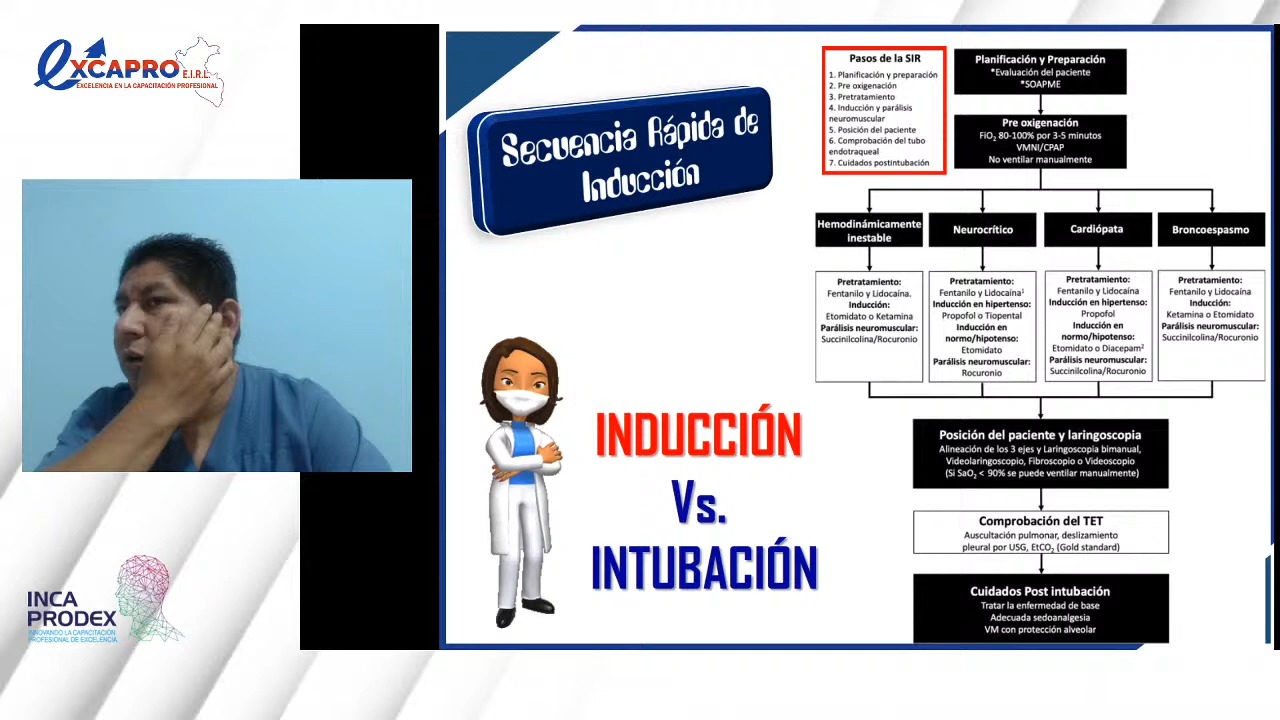 excapro E.I.R.L.
EXCELENCIA EN LA CAPACITACIÓN PROFESIONAL
INCA
PRODEX
INNOVANDO LA CAPACITACIÓN
PROFESIONAL DE EXCELENCIA
Secuencia Rápida de
Inducción
INDUCCIÓN
Vs.
INTUBACIÓN
Pasos de la SIR
1. Planificación y preparación
2. Pre oxigenación
3. Pretratamiento
4. Inducción y parálisis
neuromuscular
5. Posición del paciente
6. Comprobación del tubo
endotraqueal
7. Cuidados postintubación
Planificación y Preparación
*Evaluación del paciente
*SOAPME
Pre oxigenación
FiO₂ 80-100% por 3-5 minutos
VMNI/CPAP
No ventilar manualmente
Hemodinámicamente
inestable
Pretratamiento:
Fentanilo y Lidocaína.
Inducción:
Etomidato o Ketamina
Parálisis neuromuscular:
Succinilcolina/Rocuronio
Neurocrítico
Pretratamiento:
Fentanilo y Lidocaína¹
Inducción en hipertenso:
Propofol o Tiopental
Inducción en
normo/hipotenso:
Etomidato
Parálisis neuromuscular:
Rocuronio
Cardiópata
Pretratamiento:
Fentanilo y Lidocaína
Inducción en hipertenso:
Propofol
Inducción en
normo/hipotenso:
Etomidato o Diacepam²
Parálisis neuromuscular:
Succinilcolina/Rocuronio
Broncoespasmo
Pretratamiento:
Fentanilo y Lidocaína
Inducción:
Ketamina o Etomidato
Parálisis neuromuscular:
Succinilcolina/Rocuronio
Posición del paciente y laringoscopia
Alineación de los 3 ejes y Laringoscopia bimanual,
Videolaringoscopio, Fibroscopio o Videoscopio
(Si SaO₂ < 90% se puede ventilar manualmente)
Comprobación del TET
Auscultación pulmonar, deslizamiento
pleural por USG, EtCO₂ (Gold standard)
Cuidados Post intubación
Tratar la enfermedad de base
Adecuada sedoanalgesia
VM con protección alveolar